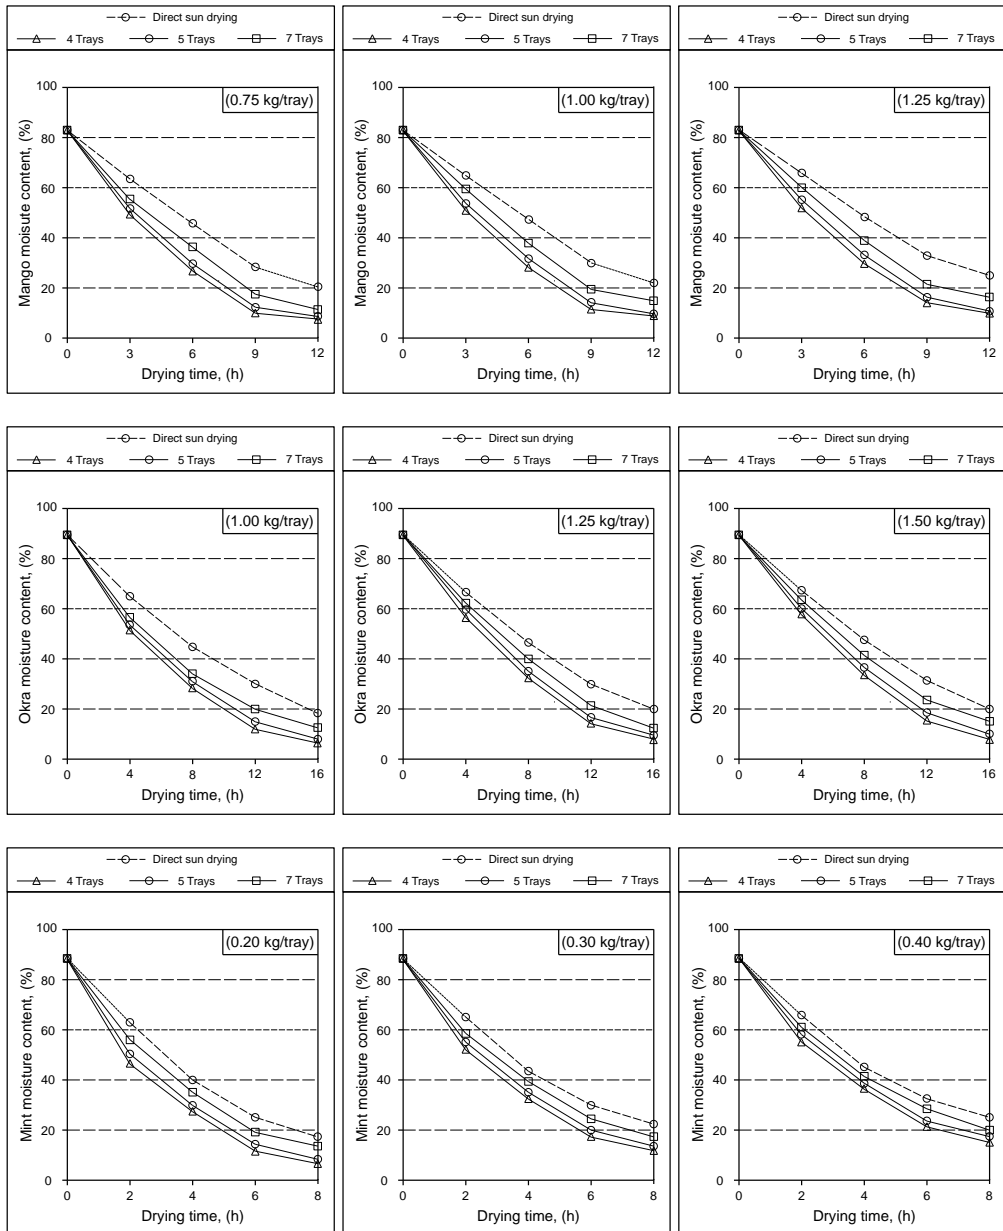 Direct sun drying
4 Trays 5 Trays 7 Trays
(0.75 kg/tray)
Mango moisute content, (%)
100
80
60
40
20
0
0 3 6 9 12
Drying time, (h)
Direct sun drying
4 Trays 5 Trays 7 Trays
(1.00 kg/tray)
Mango moisute content, (%)
100
80
60
40
20
0
0 3 6 9 12
Drying time, (h)
Direct sun drying
4 Trays 5 Trays 7 Trays
(1.25 kg/tray)
Mango moisute content, (%)
100
80
60
40
20
0
0 3 6 9 12
Drying time, (h)
Direct sun drying
4 Trays 5 Trays 7 Trays
(1.00 kg/tray)
Okra moisture content, (%)
100
80
60
40
20
0
0 4 8 12 16
Drying time, (h)
Direct sun drying
4 Trays 5 Trays 7 Trays
(1.25 kg/tray)
Okra moisture content, (%)
100
80
60
40
20
0
0 4 8 12 16
Drying time, (h)
Direct sun drying
4 Trays 5 Trays 7 Trays
(1.50 kg/tray)
Okra moisture content, (%)
100
80
60
40
20
0
0 4 8 12 16
Drying time, (h)
Direct sun drying
4 Trays 5 Trays 7 Trays
(0.20 kg/tray)
Mint moisture content, (%)
100
80
60
40
20
0
0 2 4 6 8
Drying time, (h)
Direct sun drying
4 Trays 5 Trays 7 Trays
(0.30 kg/tray)
Mint moisture content, (%)
100
80
60
40
20
0
0 2 4 6 8
Drying time, (h)
Direct sun drying
4 Trays 5 Trays 7 Trays
(0.40 kg/tray)
Mint moisture content, (%)
100
80
60
40
20
0
0 2 4 6 8
Drying time, (h)